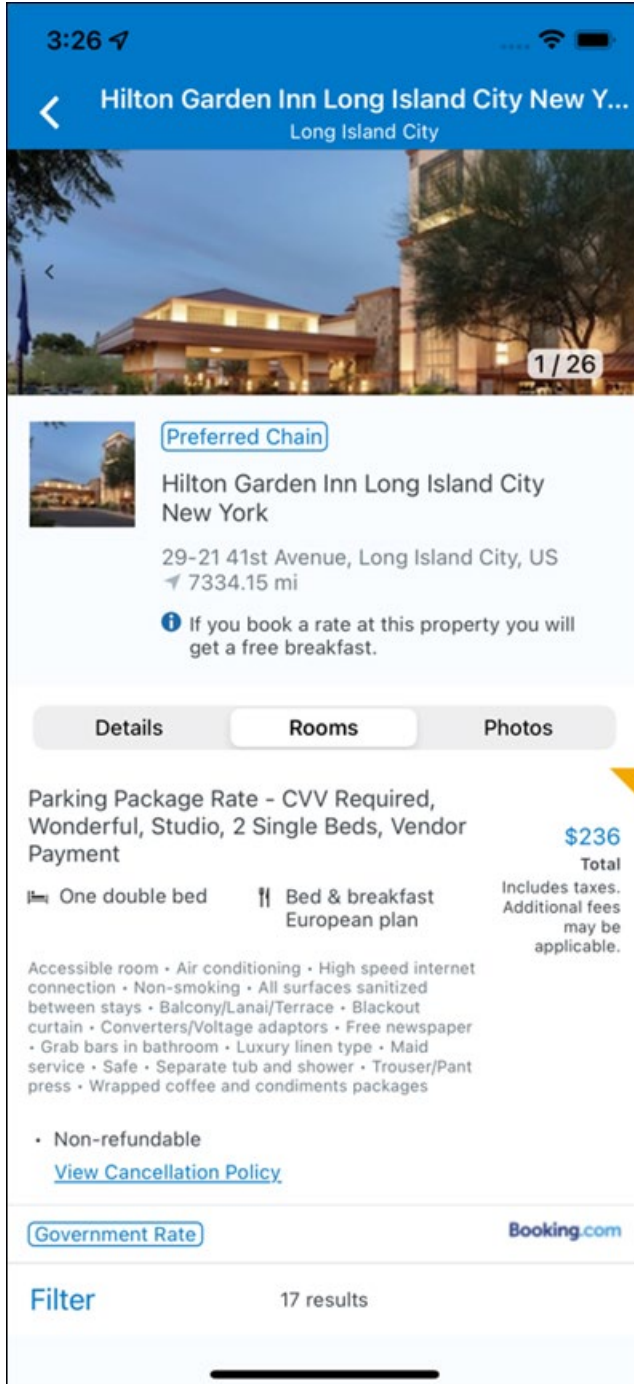 3:26
Hilton Garden Inn Long Island City New Y...
Long Island City
1 / 26
Preferred Chain
Hilton Garden Inn Long Island City
New York
29-21 41st Avenue, Long Island City, US
7334.15 mi
If you book a rate at this property you will
get a free breakfast.
Details Rooms Photos
Parking Package Rate - CVV Required,
Wonderful, Studio, 2 Single Beds, Vendor
Payment
$236
Total
Includes taxes.
Additional fees
may be
applicable.
One double bed
Bed & breakfast
European plan
Accessible room • Air conditioning • High speed internet
connection • Non-smoking • All surfaces sanitized
between stays • Balcony/Lanai/Terrace • Blackout
curtain • Converters/Voltage adaptors • Free newspaper
• Grab bars in bathroom • Luxury linen type • Maid
service • Safe • Separate tub and shower • Trouser/Pant
press • Wrapped coffee and condiments packages
• Non-refundable
View Cancellation Policy
Government Rate Booking.com
Filter 17 results